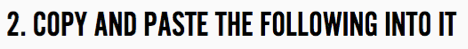 2. COPY AND PASTE THE FOLLOWING INTO IT